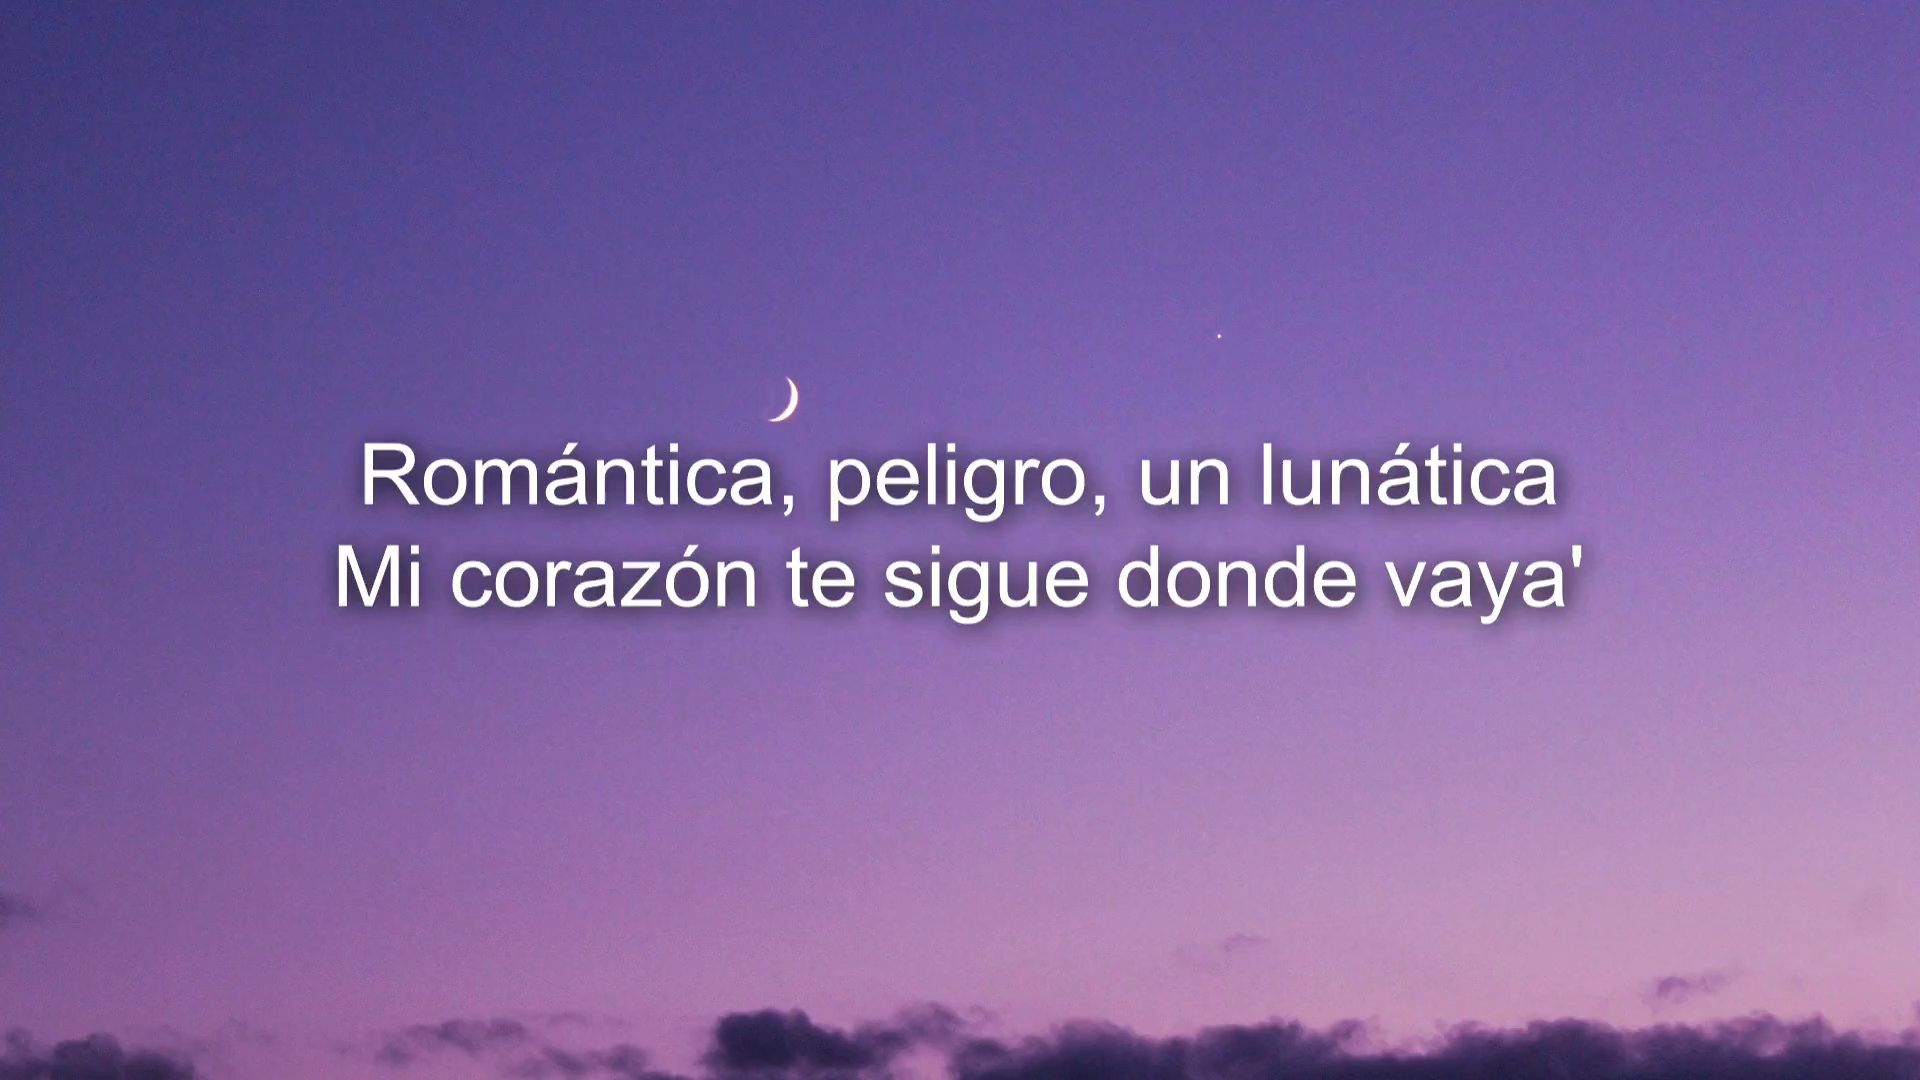 Romántica, peligro, un lunática
Mi corazón te sigue donde vaya'